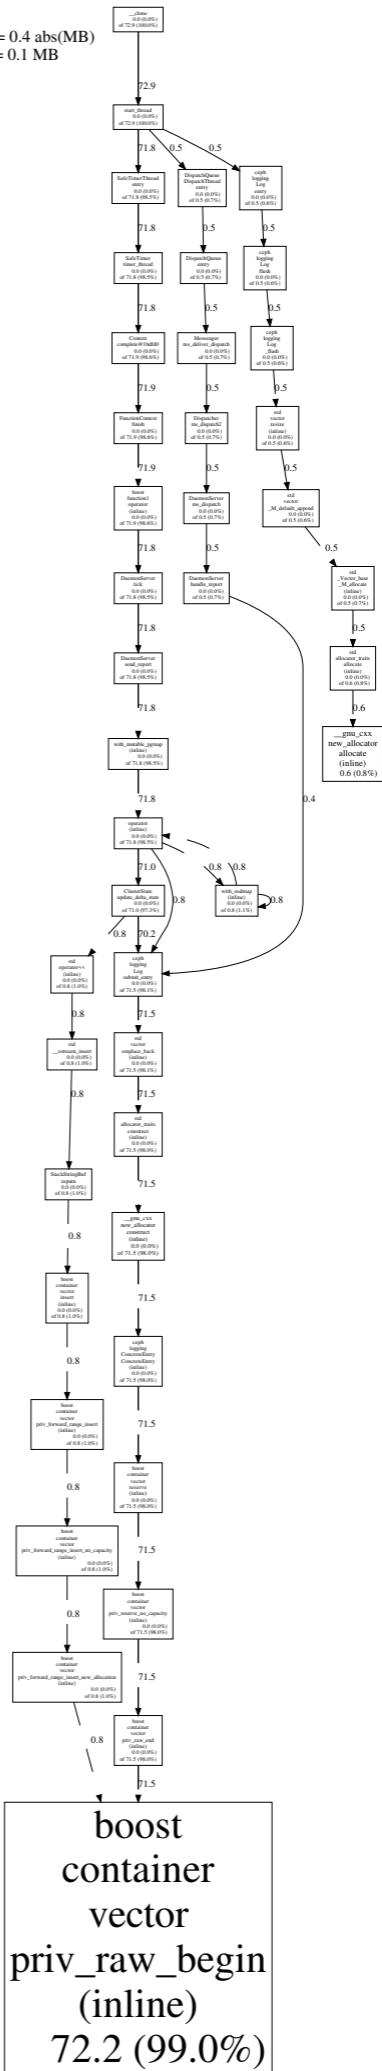 = 0.4 abs(MB)
= 0.1 MB
__clone
0.0 (0.0%)
of 72.9 (100.0%)
72.9
start_thread
0.0 (0.0%)
of 72.9 (100.0%)
71.8
0.5
0.5
SafeTimerThread
entry
0.0 (0.0%)
of 71.8 (98.5%)
DispatchQueue
DispatchThread
entry
0.0 (0.0%)
of 0.5 (0.7%)
ceph
logging
Log
entry
0.0 (0.0%)
of 0.5 (0.6%)
71.8
0.5
0.5
SafeTimer
timer_thread
0.0 (0.0%)
of 71.8 (98.5%)
DispatchQueue
entry
0.0 (0.0%)
of 0.5 (0.7%)
ceph
logging
Log
flush
0.0 (0.0%)
of 0.5 (0.6%)
71.8
0.5
0.5
Context
0.0 (0.0%)
of 71.9 (98.6%)
Messenger
ms_deliver_dispatch
0.0 (0.0%)
of 0.5 (0.7%)
ceph
logging
Log
_flush
0.0 (0.0%)
of 0.5 (0.6%)
71.9
0.5
0.5
FunctionContext
finish
0.0 (0.0%)
of 71.9 (98.6%)
Dispatcher
ms_dispatch2
0.0 (0.0%)
of 0.5 (0.7%)
std
vector
resize
(inline)
0.0 (0.0%)
of 0.5 (0.6%)
71.9
0.5
0.5
boost
function1
operator
(inline)
0.0 (0.0%)
of 71.9 (98.6%)
DaemonServer
ms_dispatch
0.0 (0.0%)
of 0.5 (0.7%)
std
vector
_M_default_append
0.0 (0.0%)
of 0.5 (0.6%)
71.8
0.5
0.5
DaemonServer
tick
0.0 (0.0%)
of 71.8 (98.5%)
DaemonServer
handle_report
0.0 (0.0%)
of 0.5 (0.7%)
std
_Vector_base
_M_allocate
(inline)
0.0 (0.0%)
of 0.5 (0.7%)
71.8
0.5
DaemonServer
send_report
0.0 (0.0%)
of 71.8 (98.5%)
std
allocator_traits
allocate
(inline)
0.0 (0.0%)
of 0.6 (0.8%)
71.8
0.6
with_mutable_pgmap
(inline)
0.0 (0.0%)
of 71.8 (98.5%)
__gnu_cxx
new_allocator
allocate
(inline)
0.6 (0.8%)
71.8
0.4
operator
(inline)
0.0 (0.0%)
of 71.8 (98.5%)
71.0
0.8
0.8
0.8
ClusterState
update_delta_stats
0.0 (0.0%)
of 71.0 (97.3%)
with_osdmap
(inline)
0.0 (0.0%)
of 0.8 (1.1%)
0.8
0.8
70.2
std
operator<<
(inline)
0.0 (0.0%)
of 0.8 (1.0%)
ceph
logging
Log
submit_entry
0.0 (0.0%)
of 71.5 (98.1%)
0.8
71.5
std
__ostream_insert
0.0 (0.0%)
of 0.8 (1.0%)
std
vector
emplace_back
(inline)
0.0 (0.0%)
of 71.5 (98.1%)
0.8
71.5
std
allocator_traits
construct
(inline)
0.0 (0.0%)
of 71.5 (98.0%)
StackStringBuf
xsputn
0.0 (0.0%)
of 0.8 (1.0%)
71.5
0.8
__gnu_cxx
new_allocator
construct
(inline)
0.0 (0.0%)
of 71.5 (98.0%)
boost
container
vector
insert
(inline)
0.0 (0.0%)
of 0.8 (1.0%)
71.5
0.8
ceph
logging
ConcreteEntry
ConcreteEntry
(inline)
0.0 (0.0%)
of 71.5 (98.0%)
boost
container
vector
priv_forward_range_insert
(inline)
0.0 (0.0%)
of 0.8 (1.0%)
71.5
0.8
boost
container
vector
reserve
(inline)
0.0 (0.0%)
of 71.5 (98.0%)
boost
container
vector
priv_forward_range_insert_no_capacity
(inline)
0.0 (0.0%)
of 0.8 (1.0%)
71.5
0.8
boost
container
vector
priv_reserve_no_capacity
(inline)
0.0 (0.0%)
of 71.5 (98.0%)
boost
container
vector
priv_forward_range_insert_new_allocation
(inline)
0.0 (0.0%)
of 0.8 (1.0%)
71.5
0.8
boost
container
vector
priv_raw_end
(inline)
0.0 (0.0%)
of 71.5 (98.0%)
71.5
boost
container
vector
priv_raw_begin
(inline)
72.2 (99.0%)